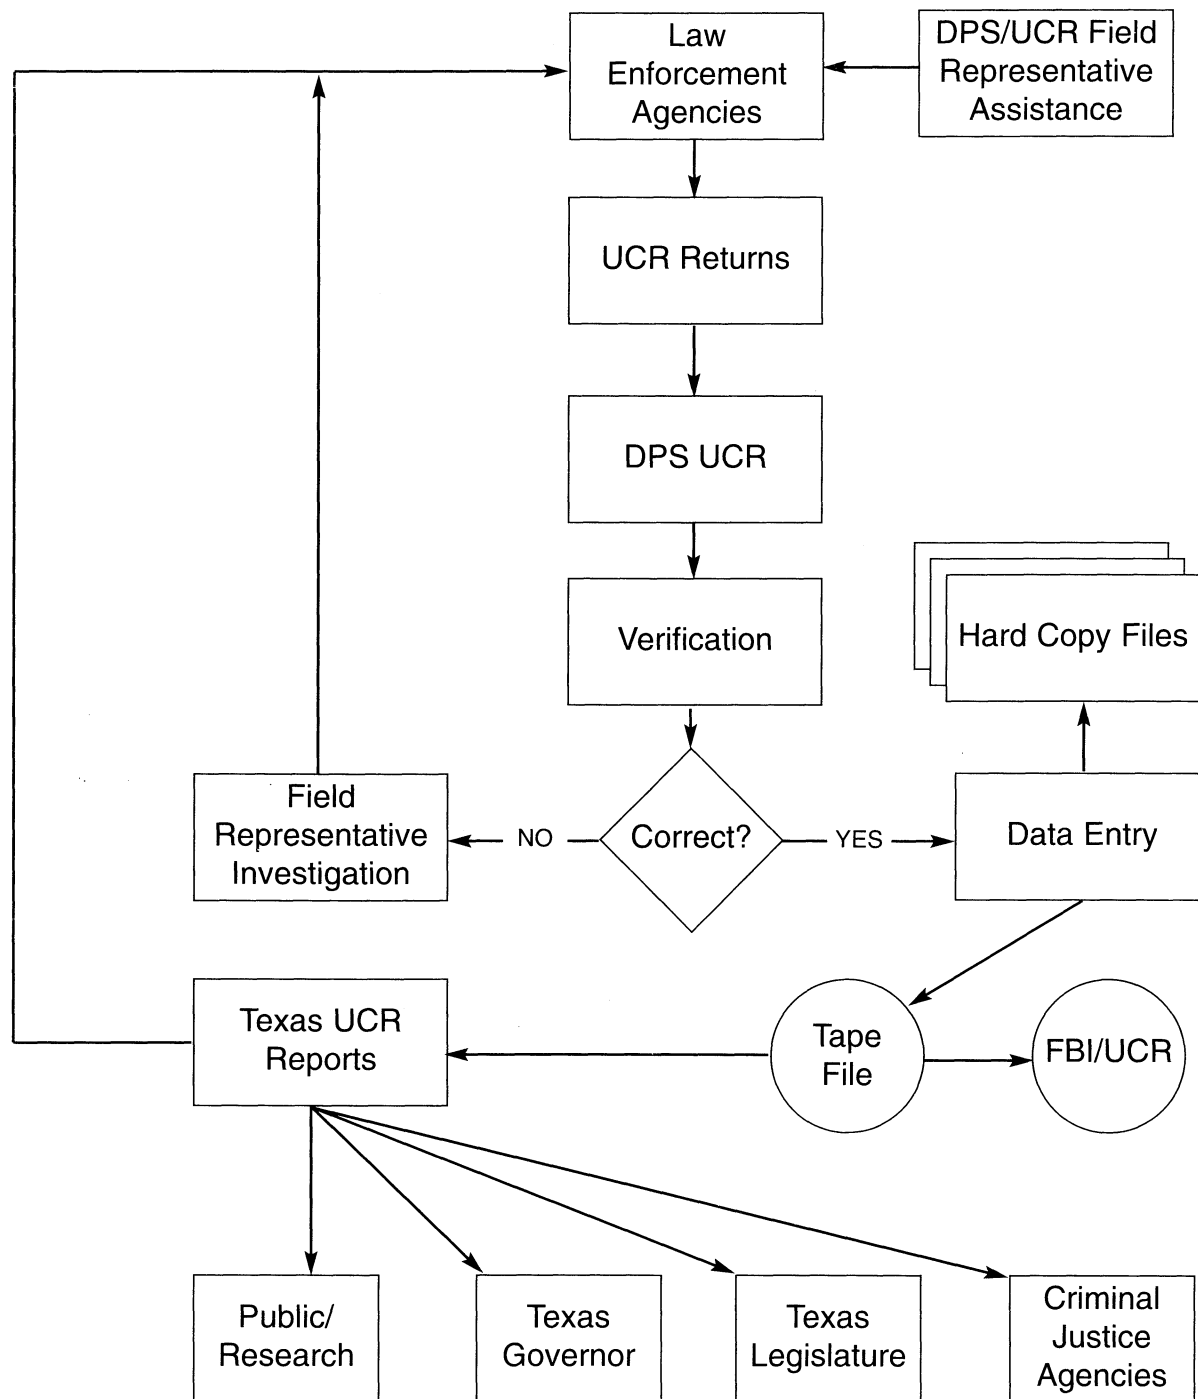 Law
Enforcement
Agencies
DPS/UCR Field
Representative
Assistance
UCR Returns
DPS UCR
Verification
Hard Copy Files
Field
Representative
Investigation
NO
Correct?
YES
Data Entry
Texas UCR
Reports
Tape
File
FBI/UCR
Public/
Research
Texas
Governor
Texas
Legislature
Criminal
Justice
Agencies